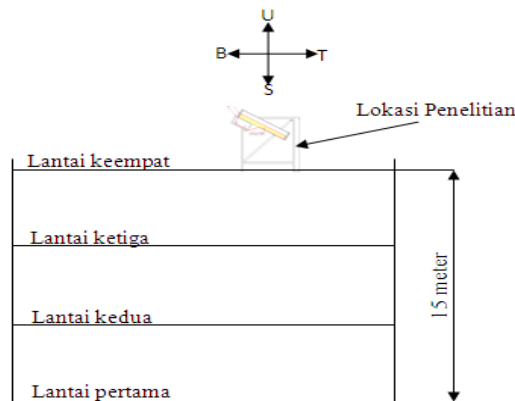 U
B
T
S
Lokasi Penelitian
Lantai keempat
Lantai ketiga
15 meter
Lantai kedua
Lantai pertama